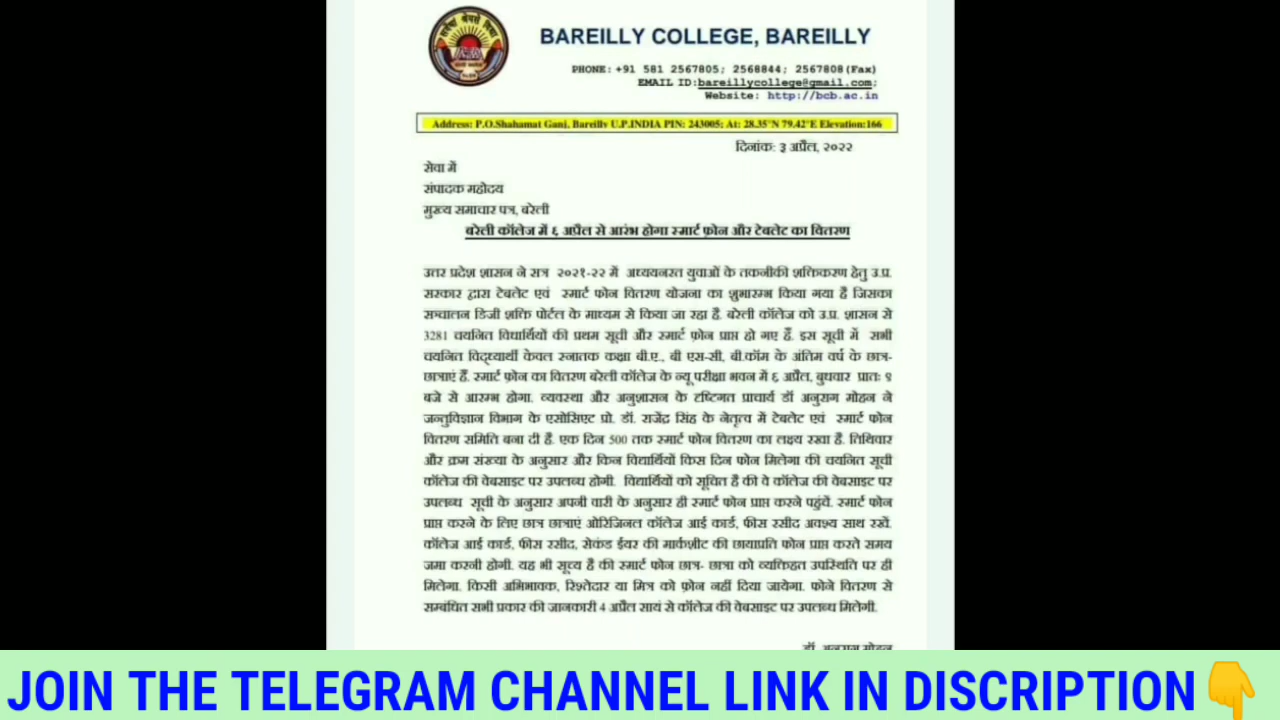 BAREILLY COLLEGE, BAREILLY
PHONE: +91 581 2567805; 2568844; 2567808(Fax)
EMAIL ID:bareillycollege@gmail.com;
Website: http://bcb.ac.in
Address: P.O.Shahamat Ganj, Bareilly U.P.INDIA PIN: 243005; At: 28.35"N 79.42"E Elevation:166
दिनांक: ३ अप्रैल, २०२२
सेवा में
संपादक महोदय
मुख्य समाचार पत्र, बरेली
बरेली कॉलेज में ६ अप्रैल से आरंभ होगा स्मार्ट फ़ोन और टेबलेट का वितरण
उत्तर प्रदेश शासन ने सत्र २०२१-२२ में अध्ययनरत युवाओं के तकनीकी शक्तिकरण हेतु उ.प्र.
सरकार द्वारा टेबलेट एवं स्मार्ट फोन वितरण योजना का शुभारम्भ किया गया है जिसका
सञ्चालन डिजी शक्ति पोर्टल के माध्यम से किया जा रहा है. बरेली कॉलेज को उ.प्र. शासन से
3281 चयनित विद्यार्थियों की प्रथम सूची और स्मार्ट फ़ोन प्राप्त हो गए हैं. इस सूची में सभी
चयनित विद्ध्यार्थी केवल स्नातक कक्षा बी.ए., बी एस-सी, बी.कॉम के अंतिम वर्ष के छात्र-
छात्राएं हैं. स्मार्ट फ़ोन का वितरण बरेली कॉलेज के न्यू परीक्षा भवन में ६ अप्रैल, बुधवार प्रातः ९
बजे से आरम्भ होगा. व्यवस्था और अनुशासन के दृष्टिगत प्राचार्य डॉ अनुराग मोहन ने
जन्तुविज्ञान विभाग के एसोसिएट प्रो. डॉ. राजेंद्र सिंह के नेतृत्व में टेबलेट एवं स्मार्ट फोन
वितरण समिति बना दी है. एक दिन 500 तक स्मार्ट फोन वितरण का लक्ष्य रखा है. तिथिवार
और क्रम संख्या के अनुसार और किन विद्यार्थियों किस दिन फोन मिलेगा की चयनित सूची
कॉलेज की वेबसाइट पर उपलब्ध होगी. विद्यार्थियों को सूचित है की वे कॉलेज की वेबसाइट पर
उपलब्ध सूची के अनुसार अपनी वारी के अनुसार ही स्मार्ट फोन प्राप्त करने पहुंचें. स्मार्ट फोन
प्राप्त करने के लिए छात्र छात्राएं ओरिजिनल कॉलेज आई कार्ड, फीस रसीद अवश्य साथ रखें.
कॉलेज आई कार्ड, फीस रसीद, सेकंड ईयर की मार्कशीट की छायाप्रति फोन प्राप्त करते समय
जमा करनी होगी. यह भी सूच्य है की स्मार्ट फोन छात्र- छात्रा को व्यक्तिहत उपस्थिति पर ही
मिलेगा. किसी अभिभावक, रिश्तेदार या मित्र को फ़ोन नहीं दिया जायेगा. फोने वितरण से
सम्बंधित सभी प्रकार की जानकारी 4 अप्रैल सायं से कॉलेज की वेबसाइट पर उपलब्ध मिलेगी.
डॉ. अनुराग मोहन
JOIN THE TELEGRAM CHANNEL LINK IN DISCRIPTION👇